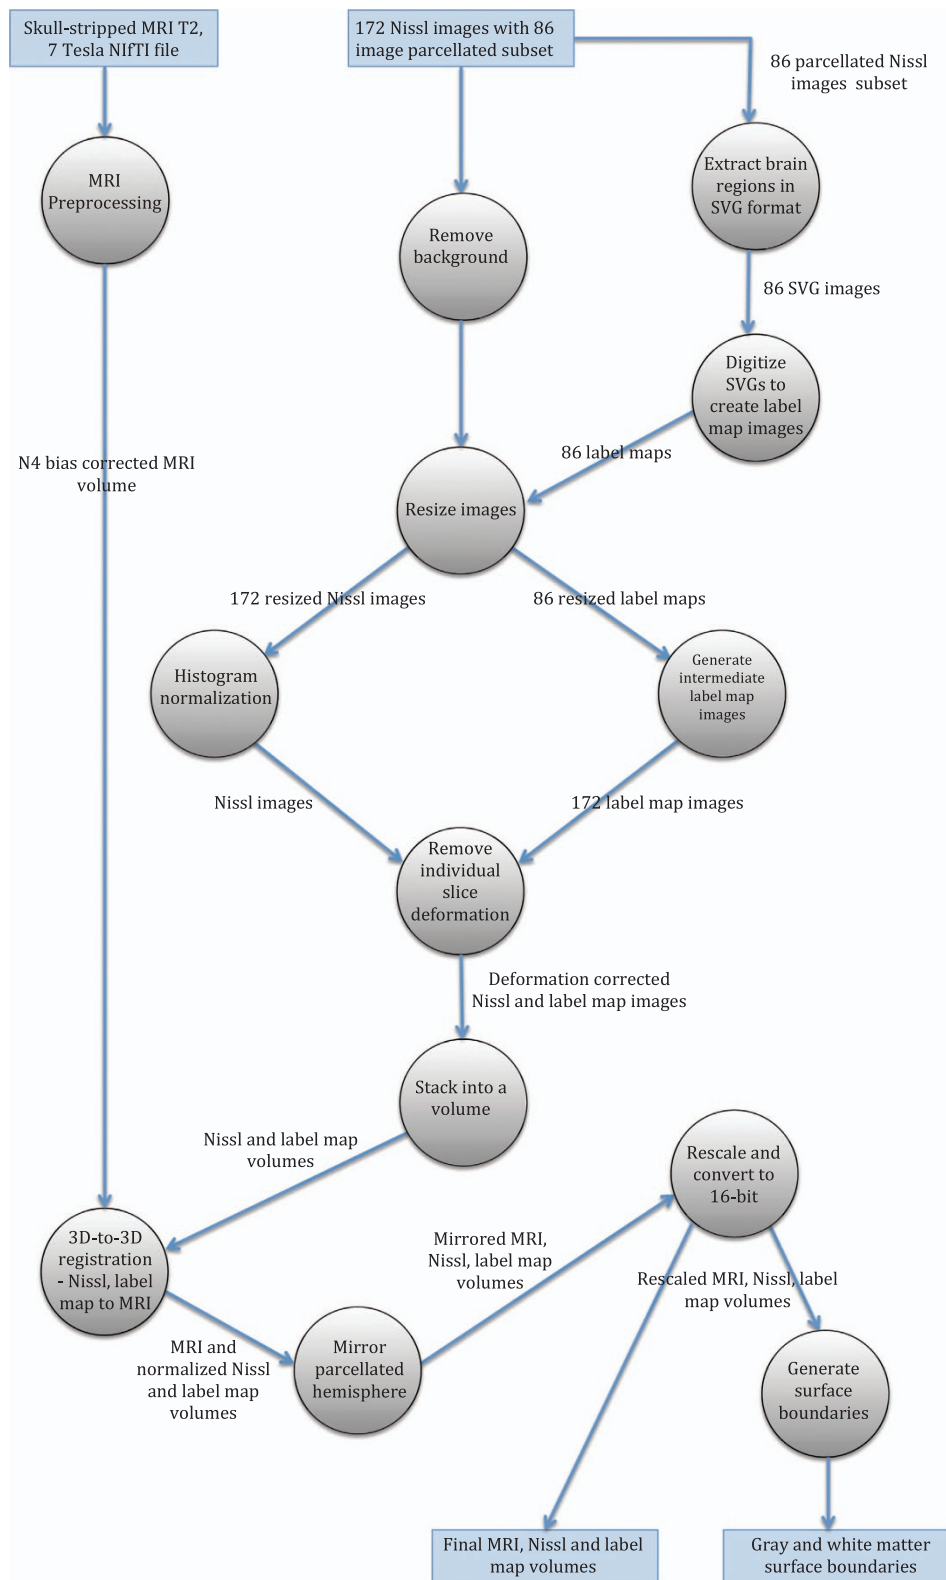 Skull-stripped MRI T2,
7 Tesla NIfTI file
172 Nissl images with 86
image parcellated subset
86 parcellated Nissl
images subset
MRI
Preprocessing
Extract brain
regions in
SVG format
Remove
background
86 SVG images
Digitize
SVGs to
create label
map images
N4 bias corrected MRI
volume
86 label maps
Resize images
172 resized Nissl images
86 resized label maps
Histogram
normalization
Generate
intermediate
label map
images
Nissl images
172 label map images
Remove
individual
slice
deformation
Deformation corrected
Nissl and label map images
Stack into a
volume
Nissl and label map
volumes
Rescale and
convert to
16-bit
3D-to-3D
registration
- Nissl, label
map to MRI
Mirrored MRI,
Nissl, label map
volumes
Rescaled MRI, Nissl, label
map volumes
MRI and
normalized Nissl
and label map
volumes
Mirror
parcellated
hemisphere
Generate
surface
boundaries
Final MRI, Nissl and label
map volumes
Gray and white matter
surface boundaries